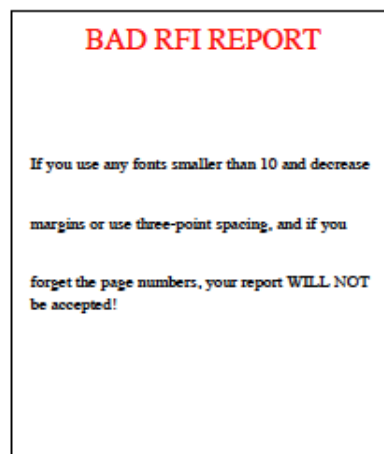 BAD RFI REPORT
If you use any fonts smaller than 10 and decrease
margins or use three-point spacing, and if you
forget the page numbers, your report WILL NOT
be accepted!